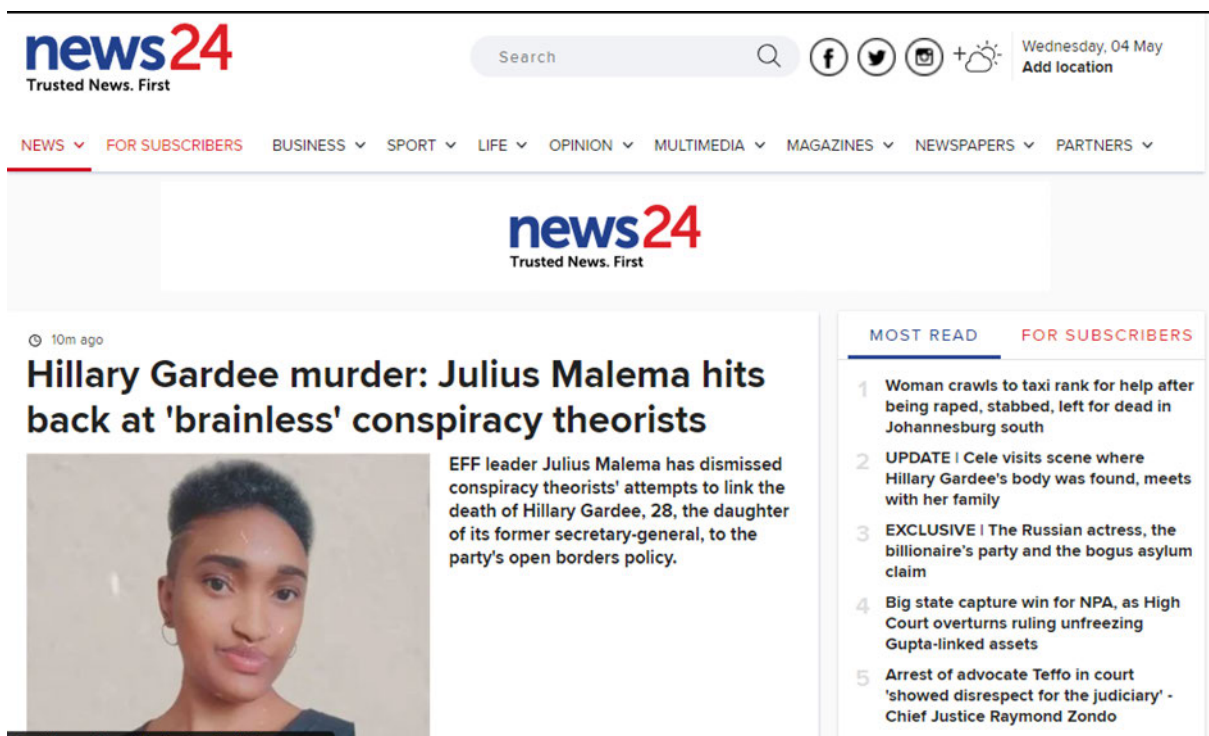 news24
Trusted News. First
Search
Wednesday, 04 May
Add location
NEWS FOR SUBSCRIBERS BUSINESS SPORT LIFE OPINION MULTIMEDIA MAGAZINES NEWSPAPERS PARTNERS
news24
Trusted News. First
10m ago
Hillary Gardee murder: Julius Malema hits
back at 'brainless' conspiracy theorists
EFF leader Julius Malema has dismissed
conspiracy theorists' attempts to link the
death of Hillary Gardee, 28, the daughter
of its former secretary-general, to the
party's open borders policy.
MOST READ FOR SUBSCRIBERS
1 Woman crawls to taxi rank for help after
being raped, stabbed, left for dead in
Johannesburg south
2 UPDATE | Cele visits scene where
Hillary Gardee's body was found, meets
with her family
3 EXCLUSIVE | The Russian actress, the
billionaire's party and the bogus asylum
claim
4 Big state capture win for NPA, as High
Court overturns ruling unfreezing
Gupta-linked assets
5 Arrest of advocate Teffo in court
'showed disrespect for the judiciary' -
Chief Justice Raymond Zondo